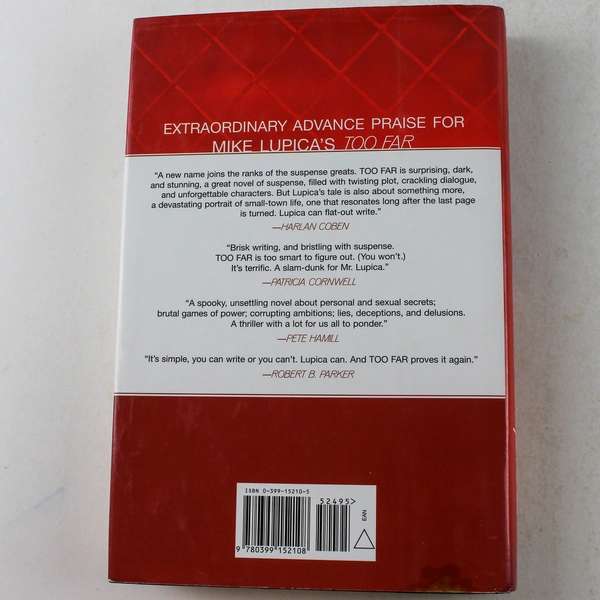 EXTRAORDINARY ADVANCE PRAISE FOR
MIKE LUPICA'S TOO FAR
“A new name joins the ranks of the suspense greats. TOO FAR is surprising, dark,
and stunning, a great novel of suspense, filled with twisting plot, crackling dialogue,
and unforgettable characters. But Lupica's tale is also about something more,
a devastating portrait of small-town life, one that resonates long after the last page
is turned. Lupica can flat-out write.”
—HARLAN COBEN
“Brisk writing, and bristling with suspense.
TOO FAR is too smart to figure out. (You won't.)
It's terrific. A slam-dunk for Mr. Lupica.”
—PATRICIA CORNWELL
“A spooky, unsettling novel about personal and sexual secrets;
brutal games of power; corrupting ambitions; lies, deceptions, and delusions.
A thriller with a lot for us all to ponder.”
—PETE HAMILL
“It's simple, you can write or you can't. Lupica can. And TOO FAR proves it again.”
—ROBERT B. PARKER
ISBN 0-399-15210-5
52495>
EAN
9 780399 152108